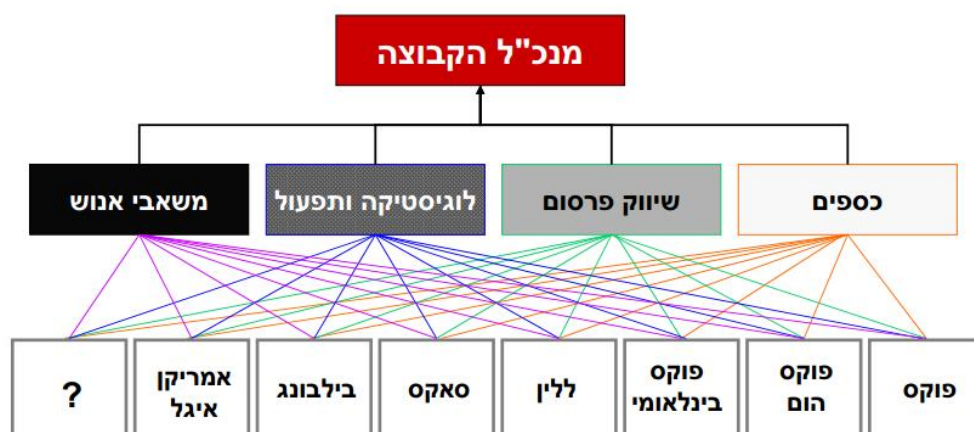 מנכ"ל הקבוצה
כספים
שיווק פרסום
לוגיסטיקה ותפעול
משאבי אנוש
פוקס
פוקס
הום
פוקס
בינלאומי
ללין
סאקס
בילבונג
אמריקן
איגל
?